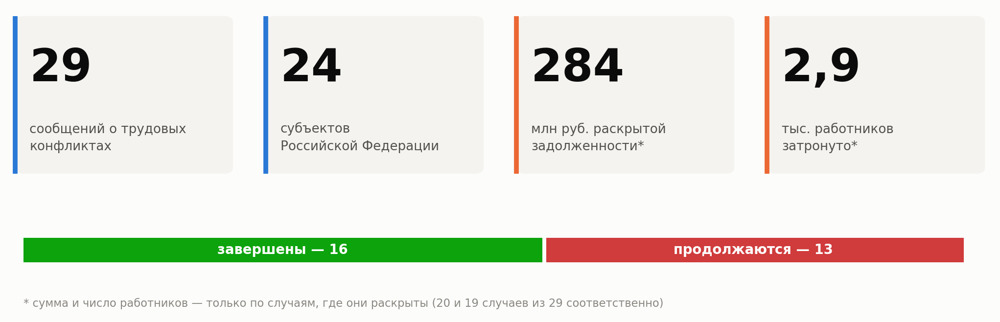 29
сообщений о трудовых
конфликтах
24
субъектов
Российской Федерации
284
млн руб. раскрытой
задолженности*
2,9
тыс. работников
затронуто*
завершены — 16
продолжаются — 13
* сумма и число работников — только по случаям, где они раскрыты (20 и 19 случаев из 29 соответственно)